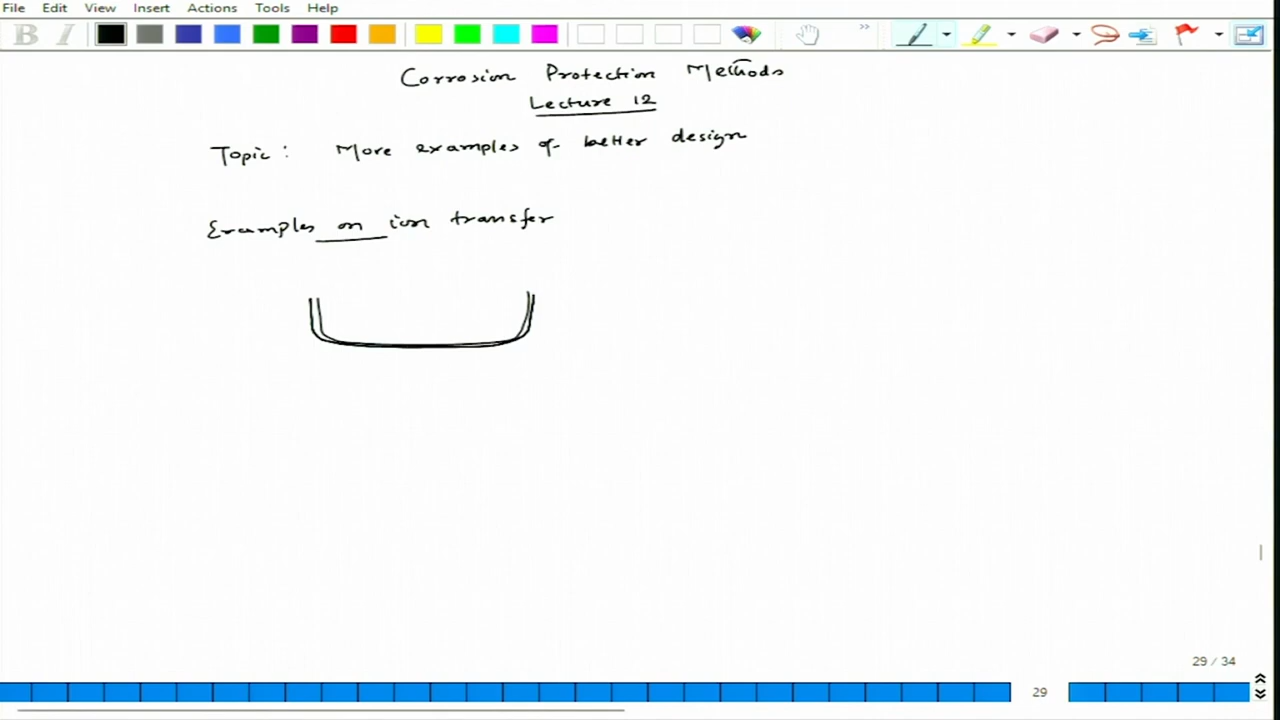 File Edit View Insert Actions Tools Help
B I
Corrosion Protection Methods
Lecture 12
Topic : More examples of better design
Examples on ion transfer
29 / 34
29